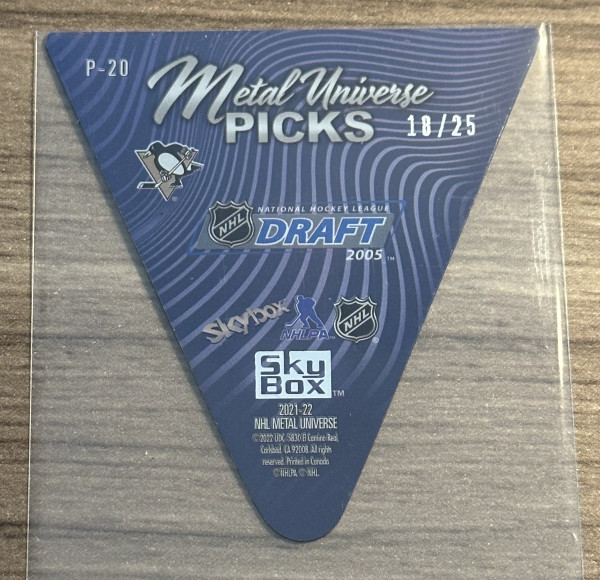 P-20
Metal Universe
PICKS
18/25
NHL
NATIONAL HOCKEY LEAGUE
DRAFT
2005 TM
skybox
NHLPA
NHL
Sky
Box TM
2021-22
NHL METAL UNIVERSE
© 2022 UDC, 5830 El Camino Real,
Carlsbad, CA 92008. All rights
reserved. Printed in Canada
© NHLPA. © NHL.